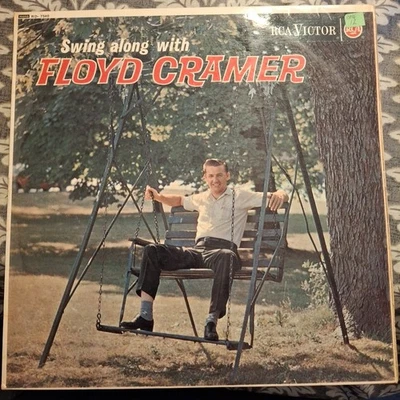 Swing along with
FLOYD CRAMER
RCA VICTOR